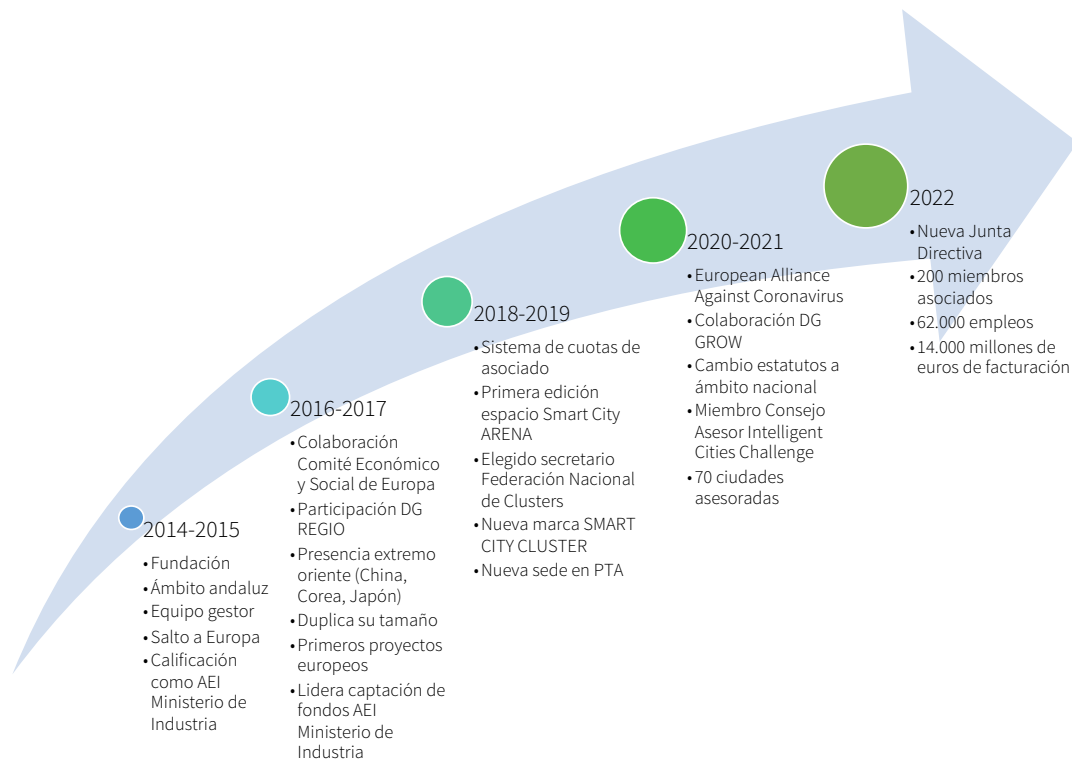 2014-2015
• Fundación
• Ámbito andaluz
• Equipo gestor
• Salto a Europa
• Calificación
como AEI
Ministerio de
Industria
2016-2017
• Colaboración
Comité Económico
y Social de Europa
• Participación DG
REGIO
• Presencia extremo
oriente (China,
Corea, Japón)
• Duplica su tamaño
• Primeros proyectos
europeos
• Lidera captación de
fondos AEI
Ministerio de
Industria
2018-2019
• Sistema de cuotas de
asociado
• Primera edición
espacio Smart City
ARENA
• Elegido secretario
Federación Nacional
de Clusters
• Nueva marca SMART
CITY CLUSTER
• Nueva sede en PTA
2020-2021
• European Alliance
Against Coronavirus
• Colaboración DG
GROW
• Cambio estatutos a
ámbito nacional
• Miembro Consejo
Asesor Intelligent
Cities Challenge
• 70 ciudades
asesoradas
2022
• Nueva Junta
Directiva
• 200 miembros
asociados
• 62.000 empleos
• 14.000 millones de
euros de facturación